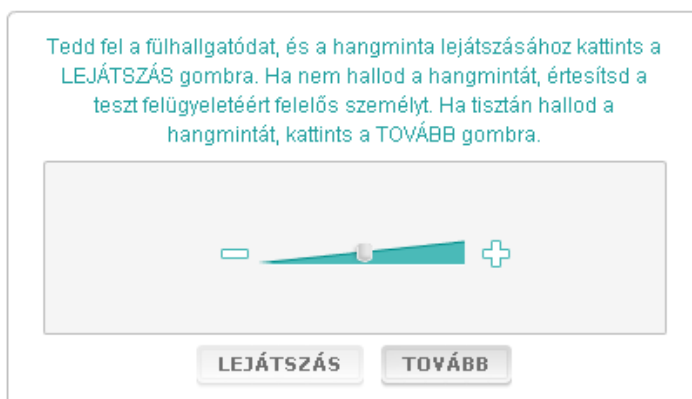 Tedd fel a fülhallgatódat, és a hangminta lejátszásához kattints a
LEJÁTSZÁS gombra. Ha nem hallod a hangmintát, értesítsd a
teszt felügyeletéért felelős személyt. Ha tisztán hallod a
hangmintát, kattints a TOVÁBB gombra.
LEJÁTSZÁS TOVÁBB